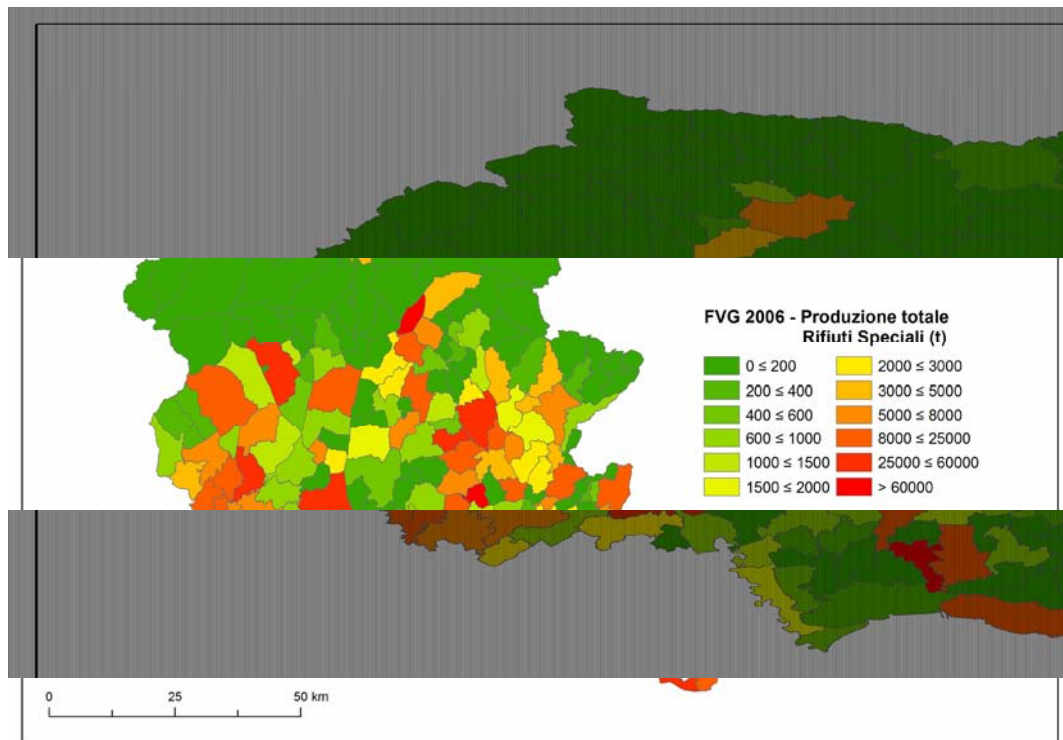 FVG 2006 - Produzione totale
Rifiuti Speciali (t)
0 ≤ 200
200 ≤ 400
400 ≤ 600
600 ≤ 1000
1000 ≤ 1500
1500 ≤ 2000
2000 ≤ 3000
3000 ≤ 5000
5000 ≤ 8000
8000 ≤ 25000
25000 ≤ 60000
> 60000
0 25 50 km